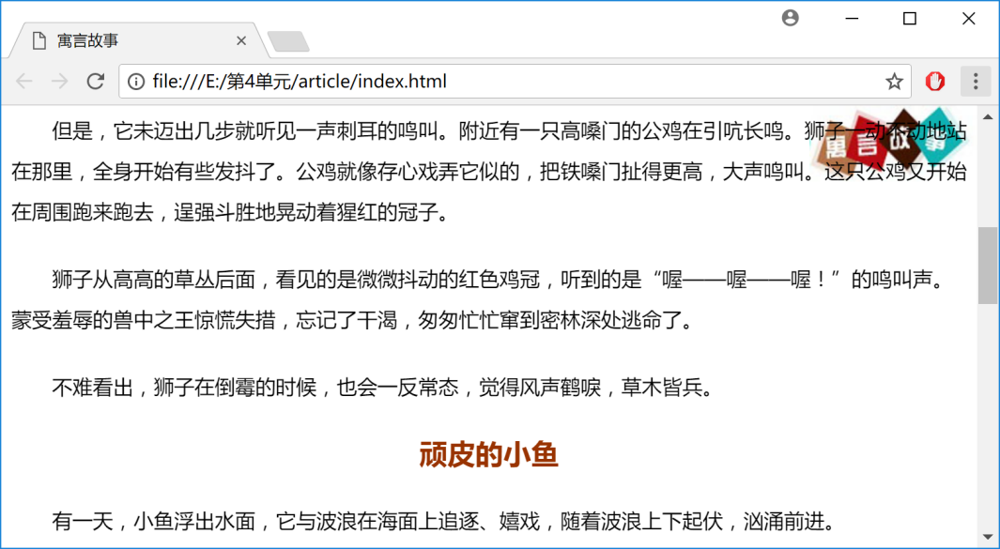 寓言故事
file:///E:/第4单元/article/index.html
但是，它未迈出几步就听见一声刺耳的鸣叫。附近有一只高嗓门的公鸡在引吭长鸣。狮子一动不动地站
在那里，全身开始有些发抖了。公鸡就像存心戏弄它似的，把铁嗓门扯得更高，大声鸣叫。这只公鸡又开始
在周围跑来跑去，逞强斗胜地晃动着猩红的冠子。
寓言故事
狮子从高高的草丛后面，看见的是微微抖动的红色鸡冠，听到的是“喔——喔——喔！”的鸣叫声。
蒙受羞辱的兽中之王惊慌失措，忘记了干渴，匆匆忙忙窜到密林深处逃命了。
不难看出，狮子在倒霉的时候，也会一反常态，觉得风声鹤唳，草木皆兵。
顽皮的小鱼
有一天，小鱼浮出水面，它与波浪在海面上追逐、嬉戏，随着波浪上下起伏，汹涌前进。